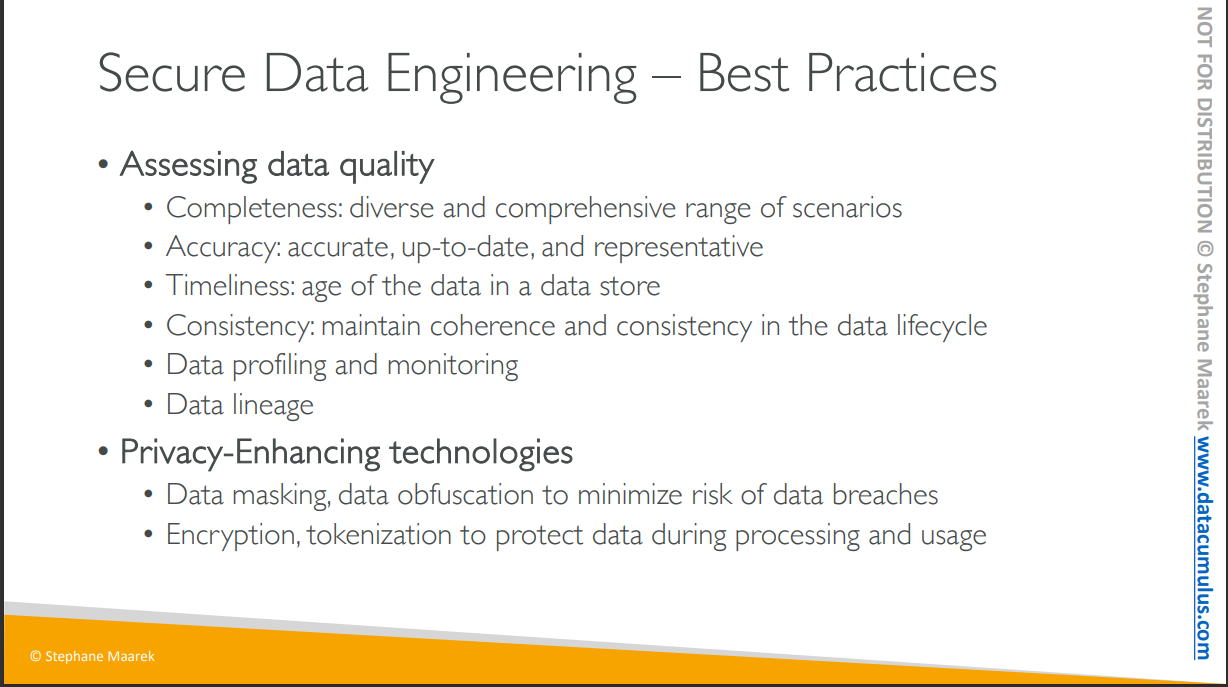 Secure Data Engineering – Best Practices
• Assessing data quality
• Completeness: diverse and comprehensive range of scenarios
• Accuracy: accurate, up-to-date, and representative
• Timeliness: age of the data in a data store
• Consistency: maintain coherence and consistency in the data lifecycle
• Data profiling and monitoring
• Data lineage
• Privacy-Enhancing technologies
• Data masking, data obfuscation to minimize risk of data breaches
• Encryption, tokenization to protect data during processing and usage
© Stephane Maarek
NOT FOR DISTRIBUTION © Stephane Maarek www.datacumulus.com